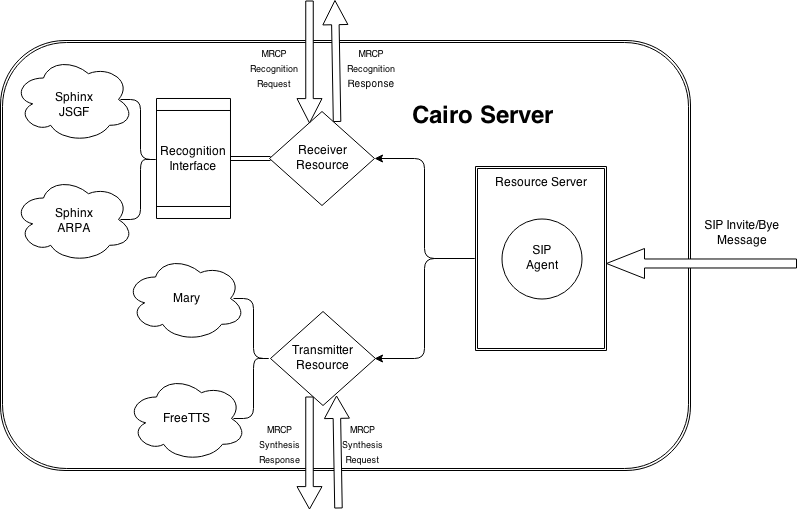 MRCP
Recognition
Request
MRCP
Recognition
Response
Cairo Server
Sphinx
JSGF
Recognition
Interface
Receiver
Resource
Resource Server
SIP
Agent
SIP Invite/Bye
Message
Sphinx
ARPA
Mary
Transmitter
Resource
FreeTTS
MRCP
Synthesis
Response
MRCP
Synthesis
Request